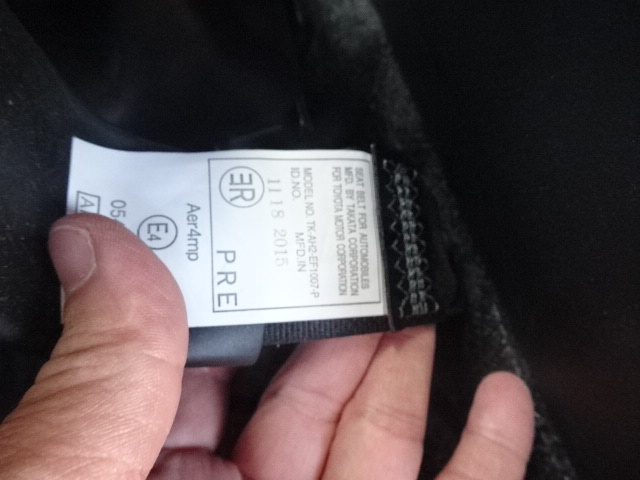 SEAT BELT FOR AUTOMOBILES
MFD. BY TAKATA CORPORATION
FOR TOYOTA MOTOR CORPORATION
MODEL NO. TK-AH2-EF1007-P
ID.NO. MFD.IN
1118 2015
ER PRE
Aer4mp
E4